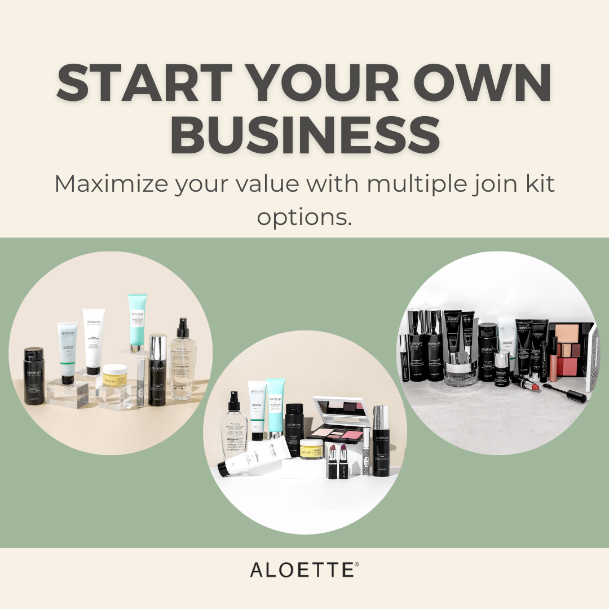 START YOUR OWN
BUSINESS
Maximize your value with multiple join kit
options.
ALOETTE®